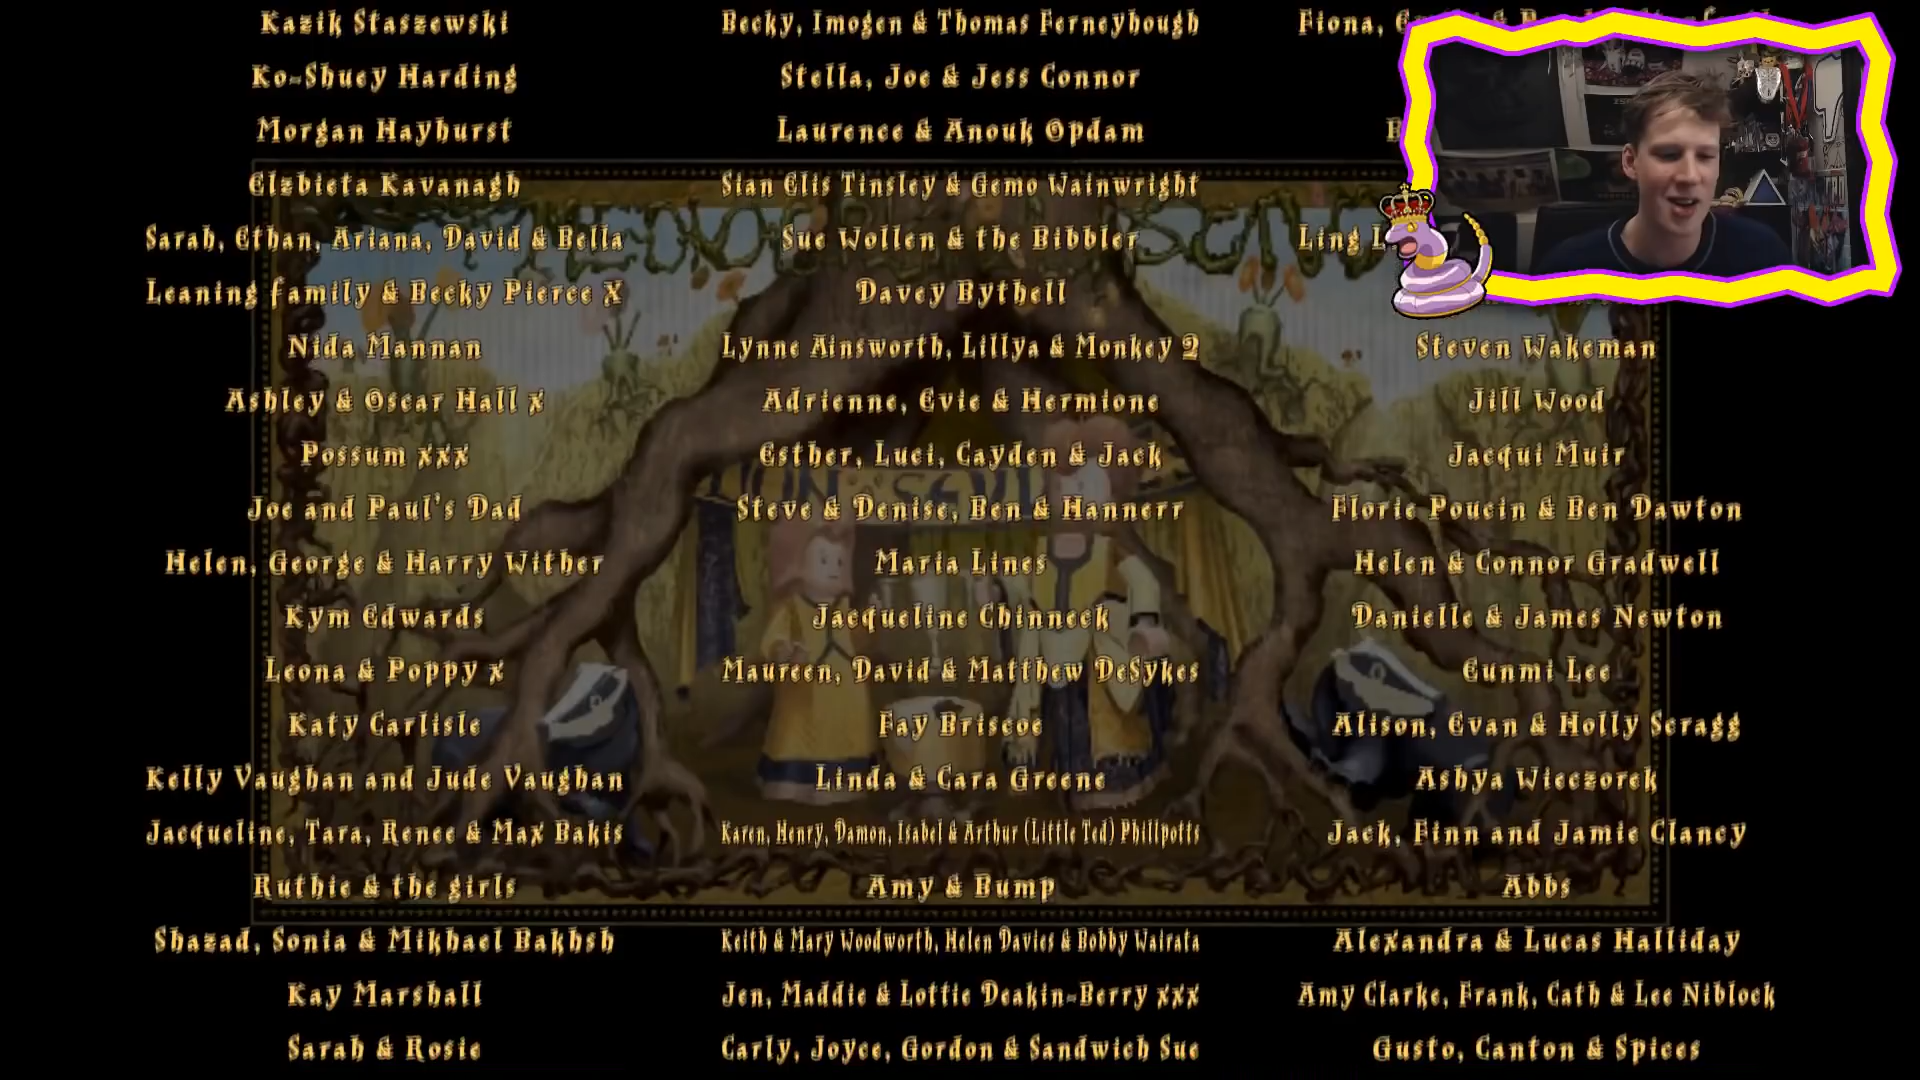 Kazik Staszewski
Ko-Shuey Harding
Morgan Hayhurst
Elzbieta Kavanagh
Sarah, Ethan, Ariana, David & Bella
Leaning family & Becky Pierce X
Nida Mannan
Ashley & Oscar Hall x
Possum xxx
Joe and Paul's Dad
Helen, George & Harry Wither
Kym Edwards
Leona & Poppy x
Katy Carlisle
Kelly Vaughan and Jude Vaughan
Jacqueline, Tara, Renee & Max Bakis
Ruthie & the girls
Shazad, Sonia & Mikhael Bakhsh
Kay Marshall
Sarah & Rosie
Becky, Imogen & Thomas Ferneyhough
Stella, Joe & Jess Connor
Laurence & Anouk Opdam
Sian Elis Tinsley & Gemo Wainwright
Sue Wollen & the Bibbler
Davey Bythell
Lynne Ainsworth, Lillya & Monkey 2
Adrienne, Evie & Hermione
Esther, Luci, Cayden & Jack
Steve & Denise, Ben & Hannerr
Maria Lines
Jacqueline Chinneck
Maureen, David & Matthew DeSykes
Fay Briscoe
Linda & Cara Greene
Karen, Henry, Damon, Isabel & Arthur (Little Ted) Phillpotts
Amy & Bump
Keith & Mary Woodworth, Helen Davies & Bobby Wairata
Jen, Maddie & Lottie Deakin-Berry xxx
Carly, Joyce, Gordon & Sandwich Sue
Fiona,
Ling
Steven Wakeman
Jill Wood
Jacqui Muir
Florie Poucin & Ben Dawton
Helen & Connor Gradwell
Danielle & James Newton
Eunmi Lee
Alison, Evan & Holly Scragg
Ashya Wieczorek
Jack, Finn and Jamie Clancy
Abbs
Alexandra & Lucas Halliday
Amy Clarke, Frank, Cath & Lee Niblock
Gusto, Canton & Spices